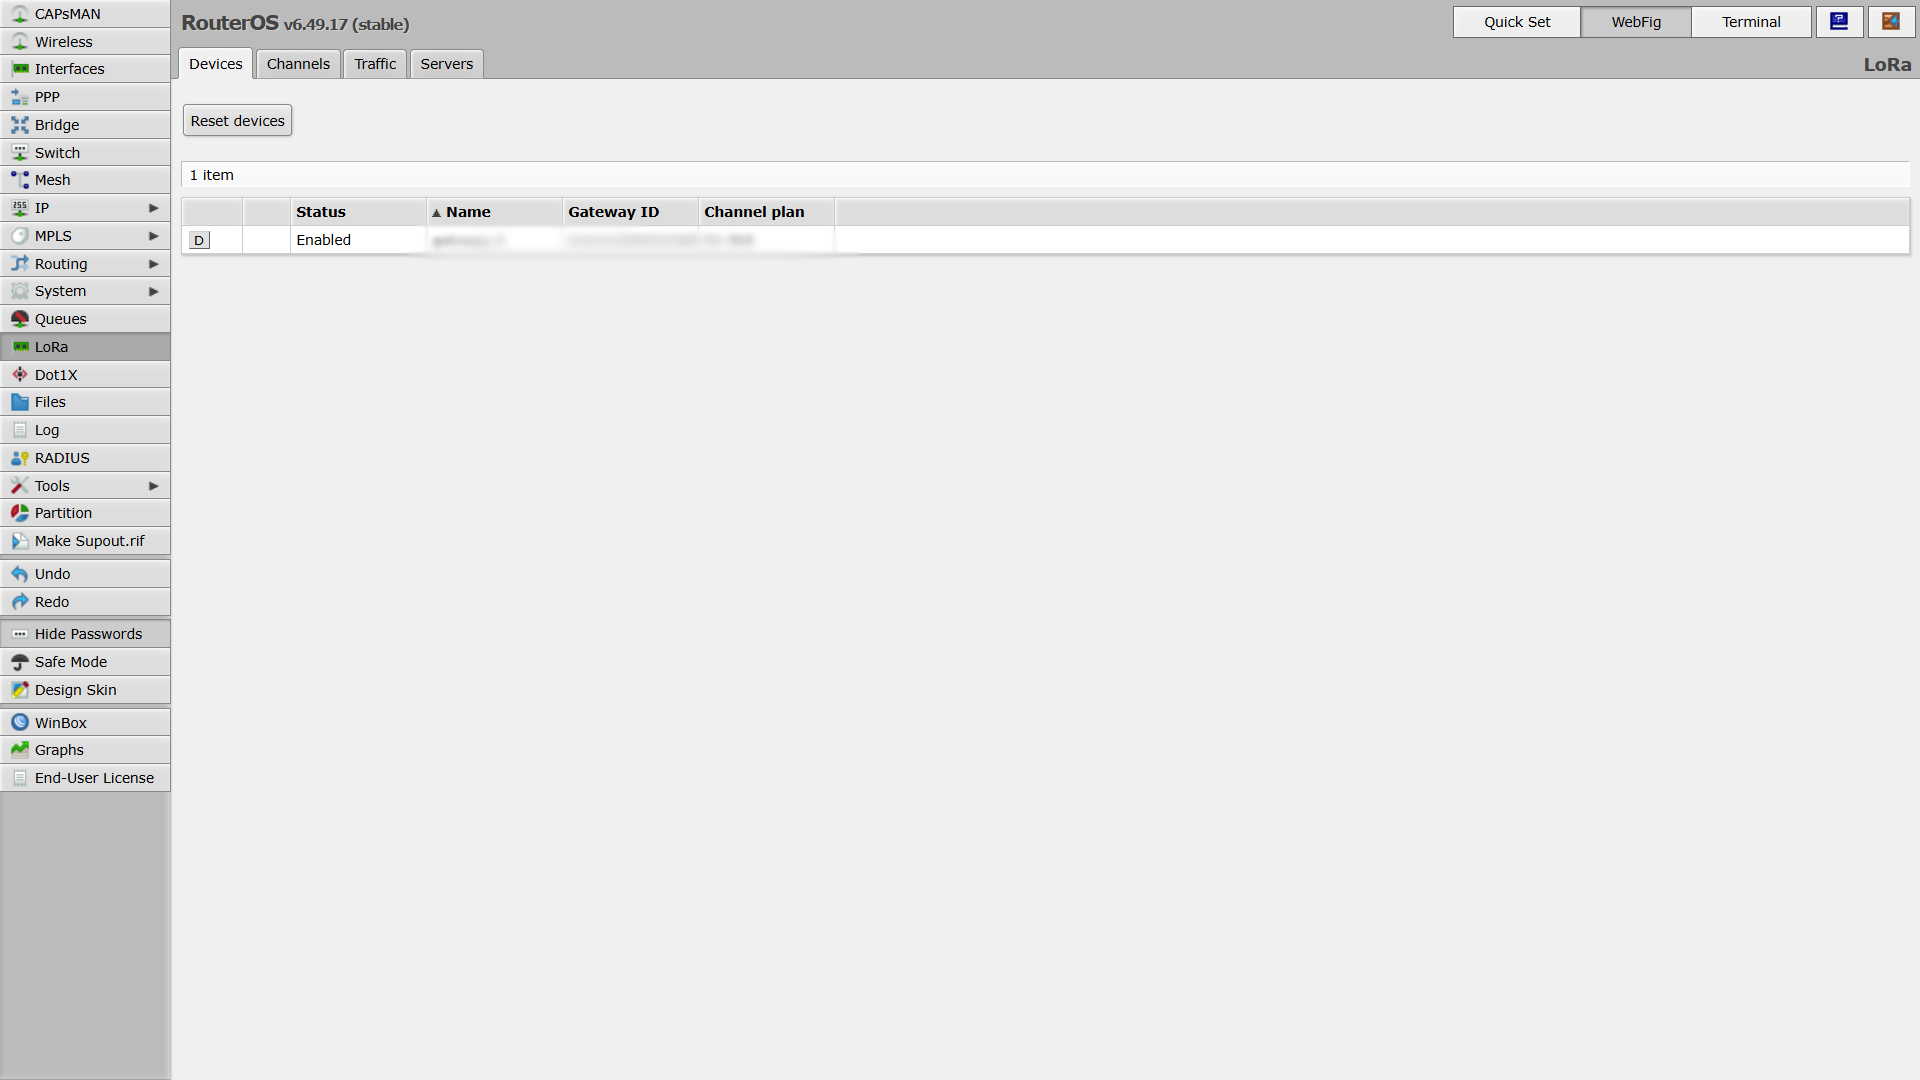 CAPsMAN
Wireless
Interfaces
PPP
Bridge
Switch
Mesh
IP
MPLS
Routing
System
Queues
LoRa
Dot1X
Files
Log
RADIUS
Tools
Partition
Make Supout.rif
Undo
Redo
Hide Passwords
Safe Mode
Design Skin
WinBox
Graphs
End-User License
RouterOS v6.49.17 (stable)
Quick Set WebFig Terminal
Devices Channels Traffic Servers LoRa
Reset devices
1 item
Status ▲ Name Gateway ID Channel plan
D Enabled